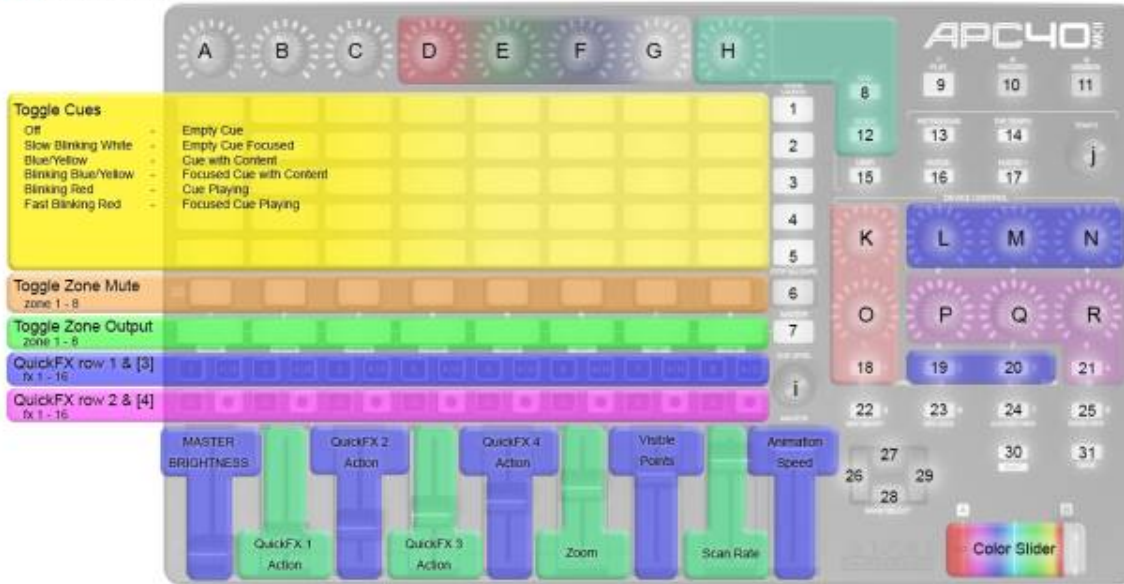 A B C D E F G H
APC40 MKII
8 9 10 11
12 13 14
15 16 17
j
Toggle Cues
Off - Empty Cue
Slow Blinking White - Empty Cue Focused
Blue/Yellow - Cue with Content
Blinking Blue/Yellow - Focused Cue with Content
Blinking Red - Cue Playing
Fast Blinking Red - Focused Cue Playing
1
2
3
4
5
DEVICE CONTROL
K L M N
Toggle Zone Mute
zone 1 - 8
6
Toggle Zone Output
zone 1 - 8
7
O P Q R
QuickFX row 1 & [3]
fx 1 - 16
18 19 20 21
QuickFX row 2 & [4]
fx 1 - 16
i
22 23 24 25
MASTER
BRIGHTNESS
QuickFX 2
Action
QuickFX 4
Action
Visible
Points
Animation
Speed
26 27 28 29
30 31
QuickFX 1
Action
QuickFX 3
Action
Zoom
Scan Rate
A B
Color Slider